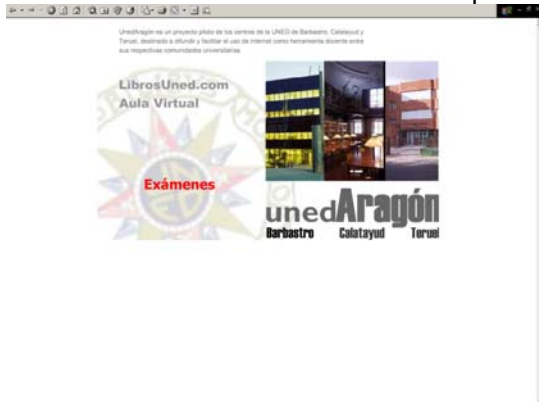 UnedAragón es un proyecto piloto de los centros de la UNED de Barbastro, Calatayud y
Teruel, destinado a difundir y facilitar el uso de internet como herramienta docente entre
sus respectivas comunidades universitarias
LibrosUned.com
Aula Virtual
Exámenes
unedAragón
Barbastro Calatayud Teruel